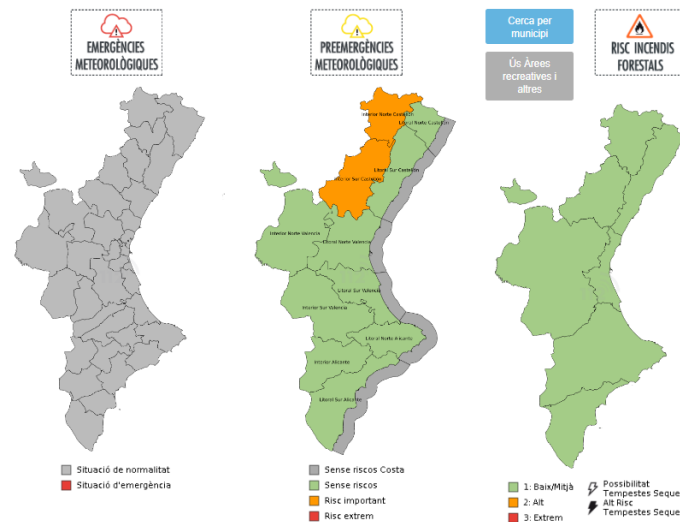 EMERGÈNCIES
METEOROLÒGIQUES
PREEMERGÈNCIES
METEOROLÒGIQUES
Cerca per
municipi
Ús Àrees
recreatives i
altres
RISC INCENDIS
FORESTALS
Interior Norte Castellón
Litoral Norte Castellón
Litoral Sur Castellón
Interior Sur Castellón
Interior Norte Valencia
Litoral Norte Valencia
Litoral Sur Valencia
Interior Sur Valencia
Litoral Norte Alicante
Interior Alicante
Litoral Sur Alicante
Situació de normalitat
Situació d'emergència
Sense riscos Costa
Sense riscos
Risc important
Risc extrem
1: Baix/Mitjà
2: Alt
3: Extrem
Possibilitat
Tempestes Seque
Alt Risc
Tempestes Seque